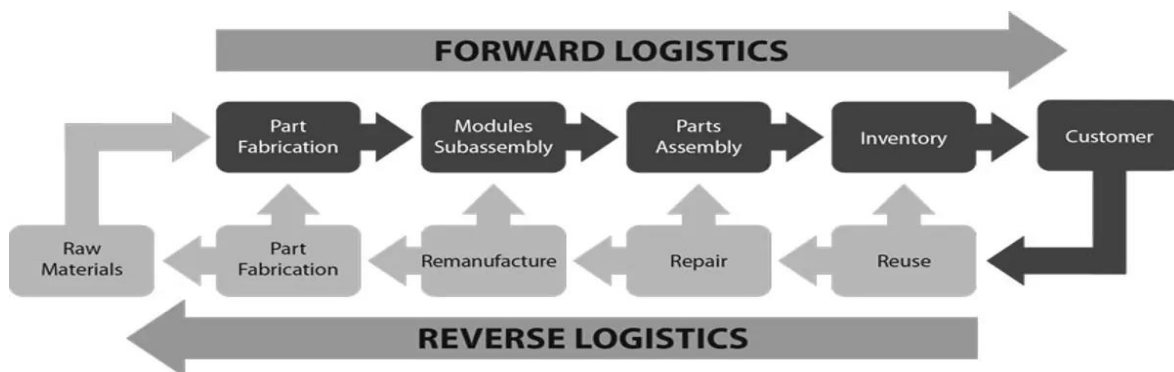 FORWARD LOGISTICS
Part
Fabrication
Modules
Subassembly
Parts
Assembly
Inventory
Customer
Raw
Materials
Part
Fabrication
Remanufacture
Repair
Reuse
REVERSE LOGISTICS